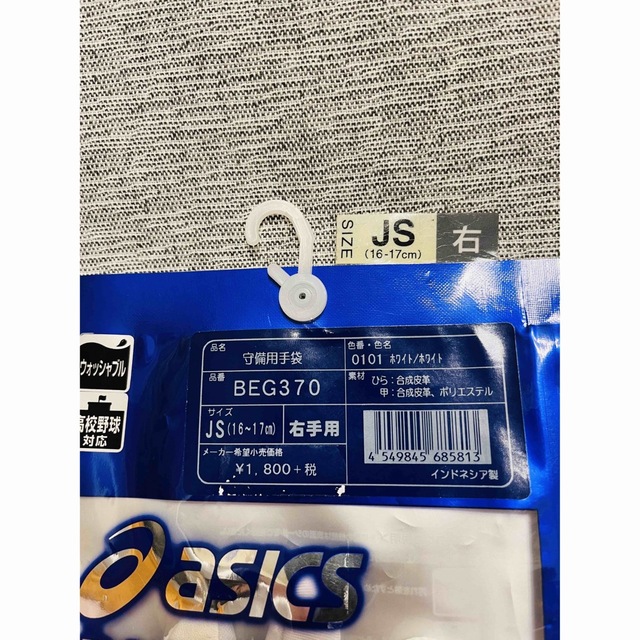 SIZE
JS
(16-17cm)
右
ウォッシャブル
高校野球
対応
品名
守備用手袋
色番・色名
0101 ホワイト/ホワイト
品番
BEG370
素材
ひら:合成皮革
甲:合成皮革、ポリエステル
サイズ
JS(16~17cm)
右手用
メーカー希望小売価格
¥1,800+税
4 549845 685813
インドネシア製
asics